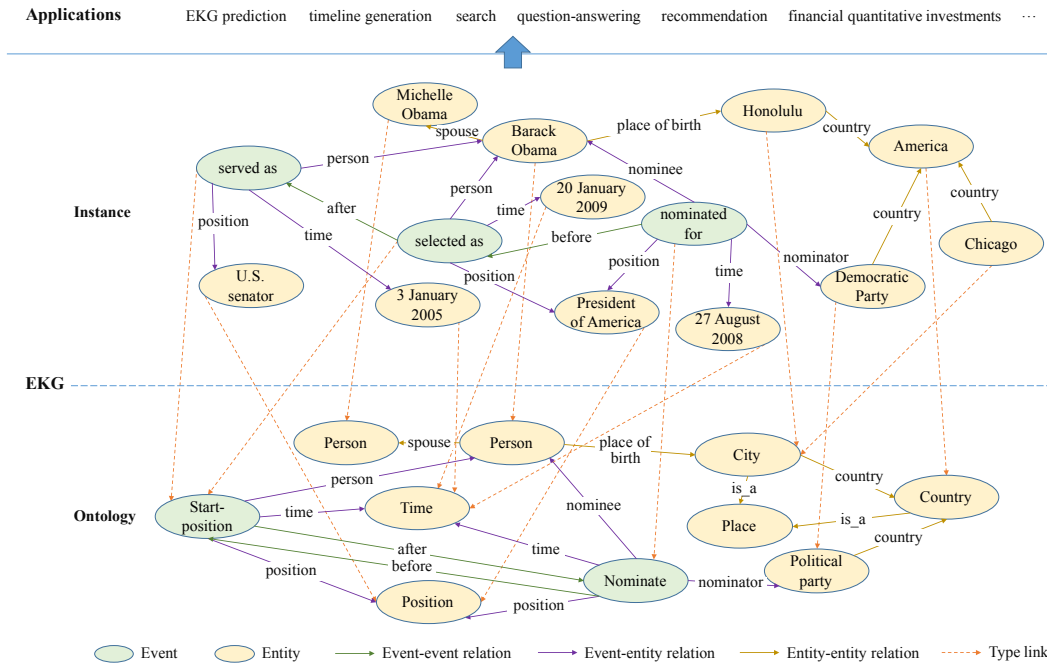 Applications
EKG prediction timeline generation search question-answering recommendation financial quantitative investments ...
Michelle
Obama
Honolulu
spouse
Barack
Obama
place of birth
country
America
served as
person
nominee
person
20 January
2009
country
Instance
after
time
nominated
for
country
position
time
selected as
before
Chicago
position
position
nominator
U.S.
senator
time
Democratic
Party
3 January
2005
President
of America
27 August
2008
EKG
Person
spouse
Person
place of
birth
City
person
country
is_a
nominee
Country
Ontology
Start-
position
time
Time
Place
is_a
after
time
country
before
Political
party
position
Nominate
nominator
Position
position
Event
Entity
Event-event relation
Event-entity relation
Entity-entity relation
Type link